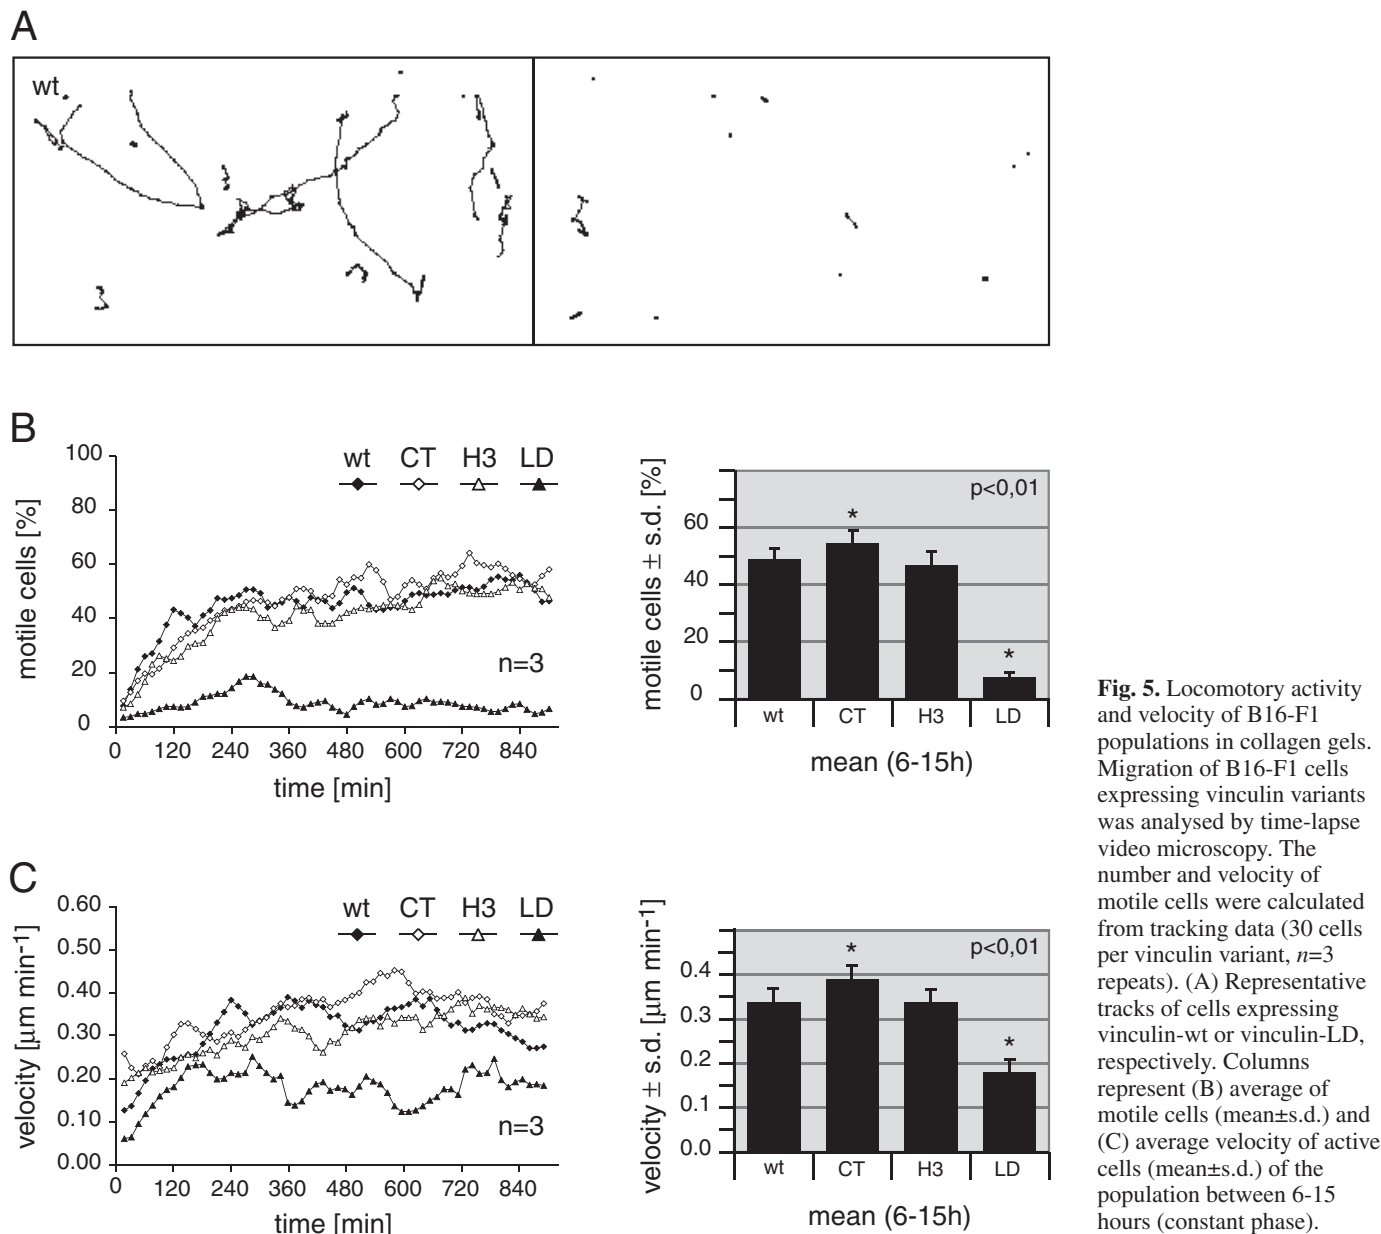 A
wt
B
100
80
60
40
20
0
motile cells [%]
wt CT H3 LD
n=3
0 120 240 360 480 600 720 840
time [min]
motile cells ± s.d. [%]
60
40
20
0
p<0,01
*
*
wt CT H3 LD
mean (6-15h)
C
0.60
0.50
0.40
0.30
0.20
0.10
0.00
velocity [µm min-1]
wt CT H3 LD
n=3
0 120 240 360 480 600 720 840
time [min]
velocity ± s.d. [µm min-1]
0.4
0.3
0.2
0.1
0.0
p<0,01
*
*
wt CT H3 LD
mean (6-15h)
Fig. 5. Locomotory activity
and velocity of B16-F1
populations in collagen gels.
Migration of B16-F1 cells
expressing vinculin variants
was analysed by time-lapse
video microscopy. The
number and velocity of
motile cells were calculated
from tracking data (30 cells
per vinculin variant, n=3
repeats). (A) Representative
tracks of cells expressing
vinculin-wt or vinculin-LD,
respectively. Columns
represent (B) average of
motile cells (mean±s.d.) and
(C) average velocity of active
cells (mean±s.d.) of the
population between 6-15
hours (constant phase).